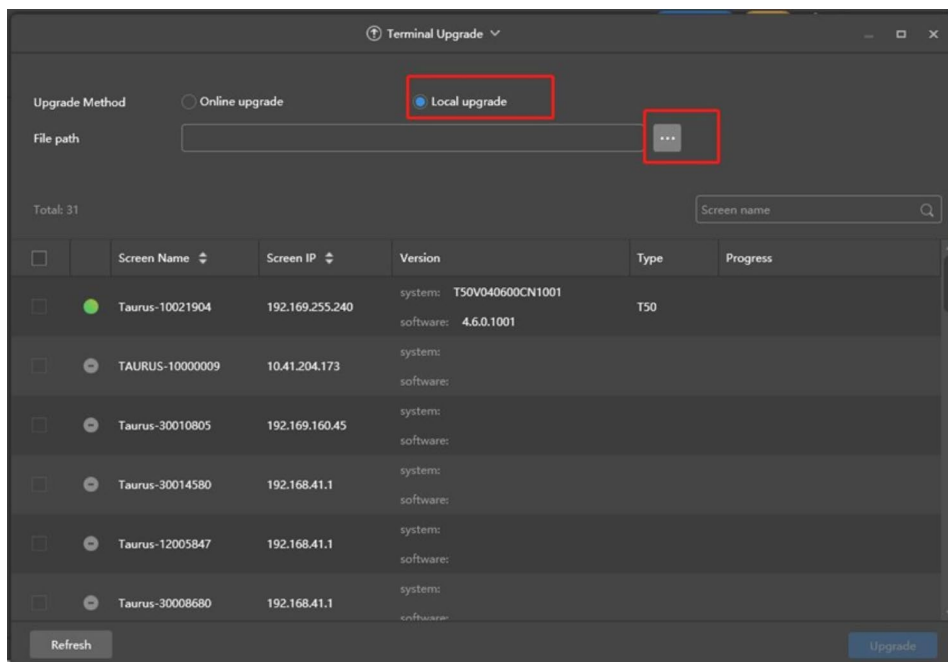 Terminal Upgrade
Upgrade Method Online upgrade Local upgrade
File path ...
Total: 31 Screen name
Screen Name Screen IP Version Type Progress
Taurus-10021904 192.169.255.240 system: T50V040600CN1001 T50
software: 4.6.0.1001
TAURUS-10000009 10.41.204.173 system:
software:
Taurus-30010805 192.169.160.45 system:
software:
Taurus-30014580 192.168.41.1 system:
software:
Taurus-12005847 192.168.41.1 system:
software:
Taurus-30008680 192.168.41.1 system:
software:
Refresh Upgrade